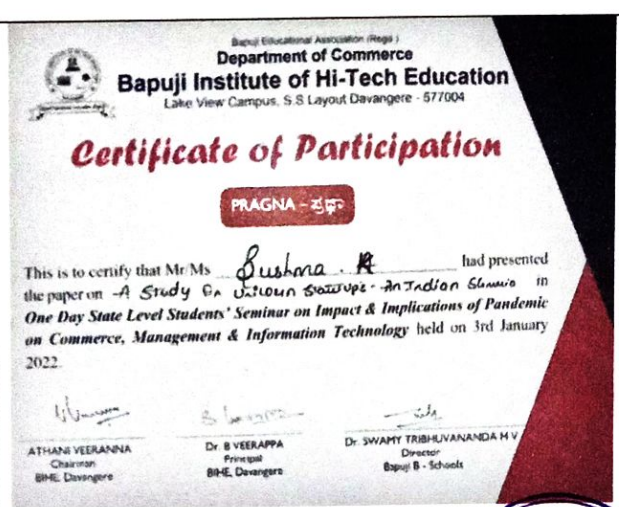 Bapuji Educational Association (Regd.)
Department of Commerce
Bapuji Institute of Hi-Tech Education
Lake View Campus, S.S Layout Davangere - 577004
Certificate of Participation
PRAGNA - ಪ್ರಜ್ಞಾ
This is to certify that Mr/Ms Sushma . had presented
the paper on A Study On Unicorn Startups - An Indian in
One Day State Level Students' Seminar on Impact & Implications of Pandemic
on Commerce, Management & Information Technology held on 3rd January
2022.
ATHANI VEERANNA
Chairman
BIHE, Davangere
Dr. B VEERAPPA
Principal
BIHE, Davangere
Dr. SWAMY TRIBHUVANANDA H V
Director
Bapuji B - Schools